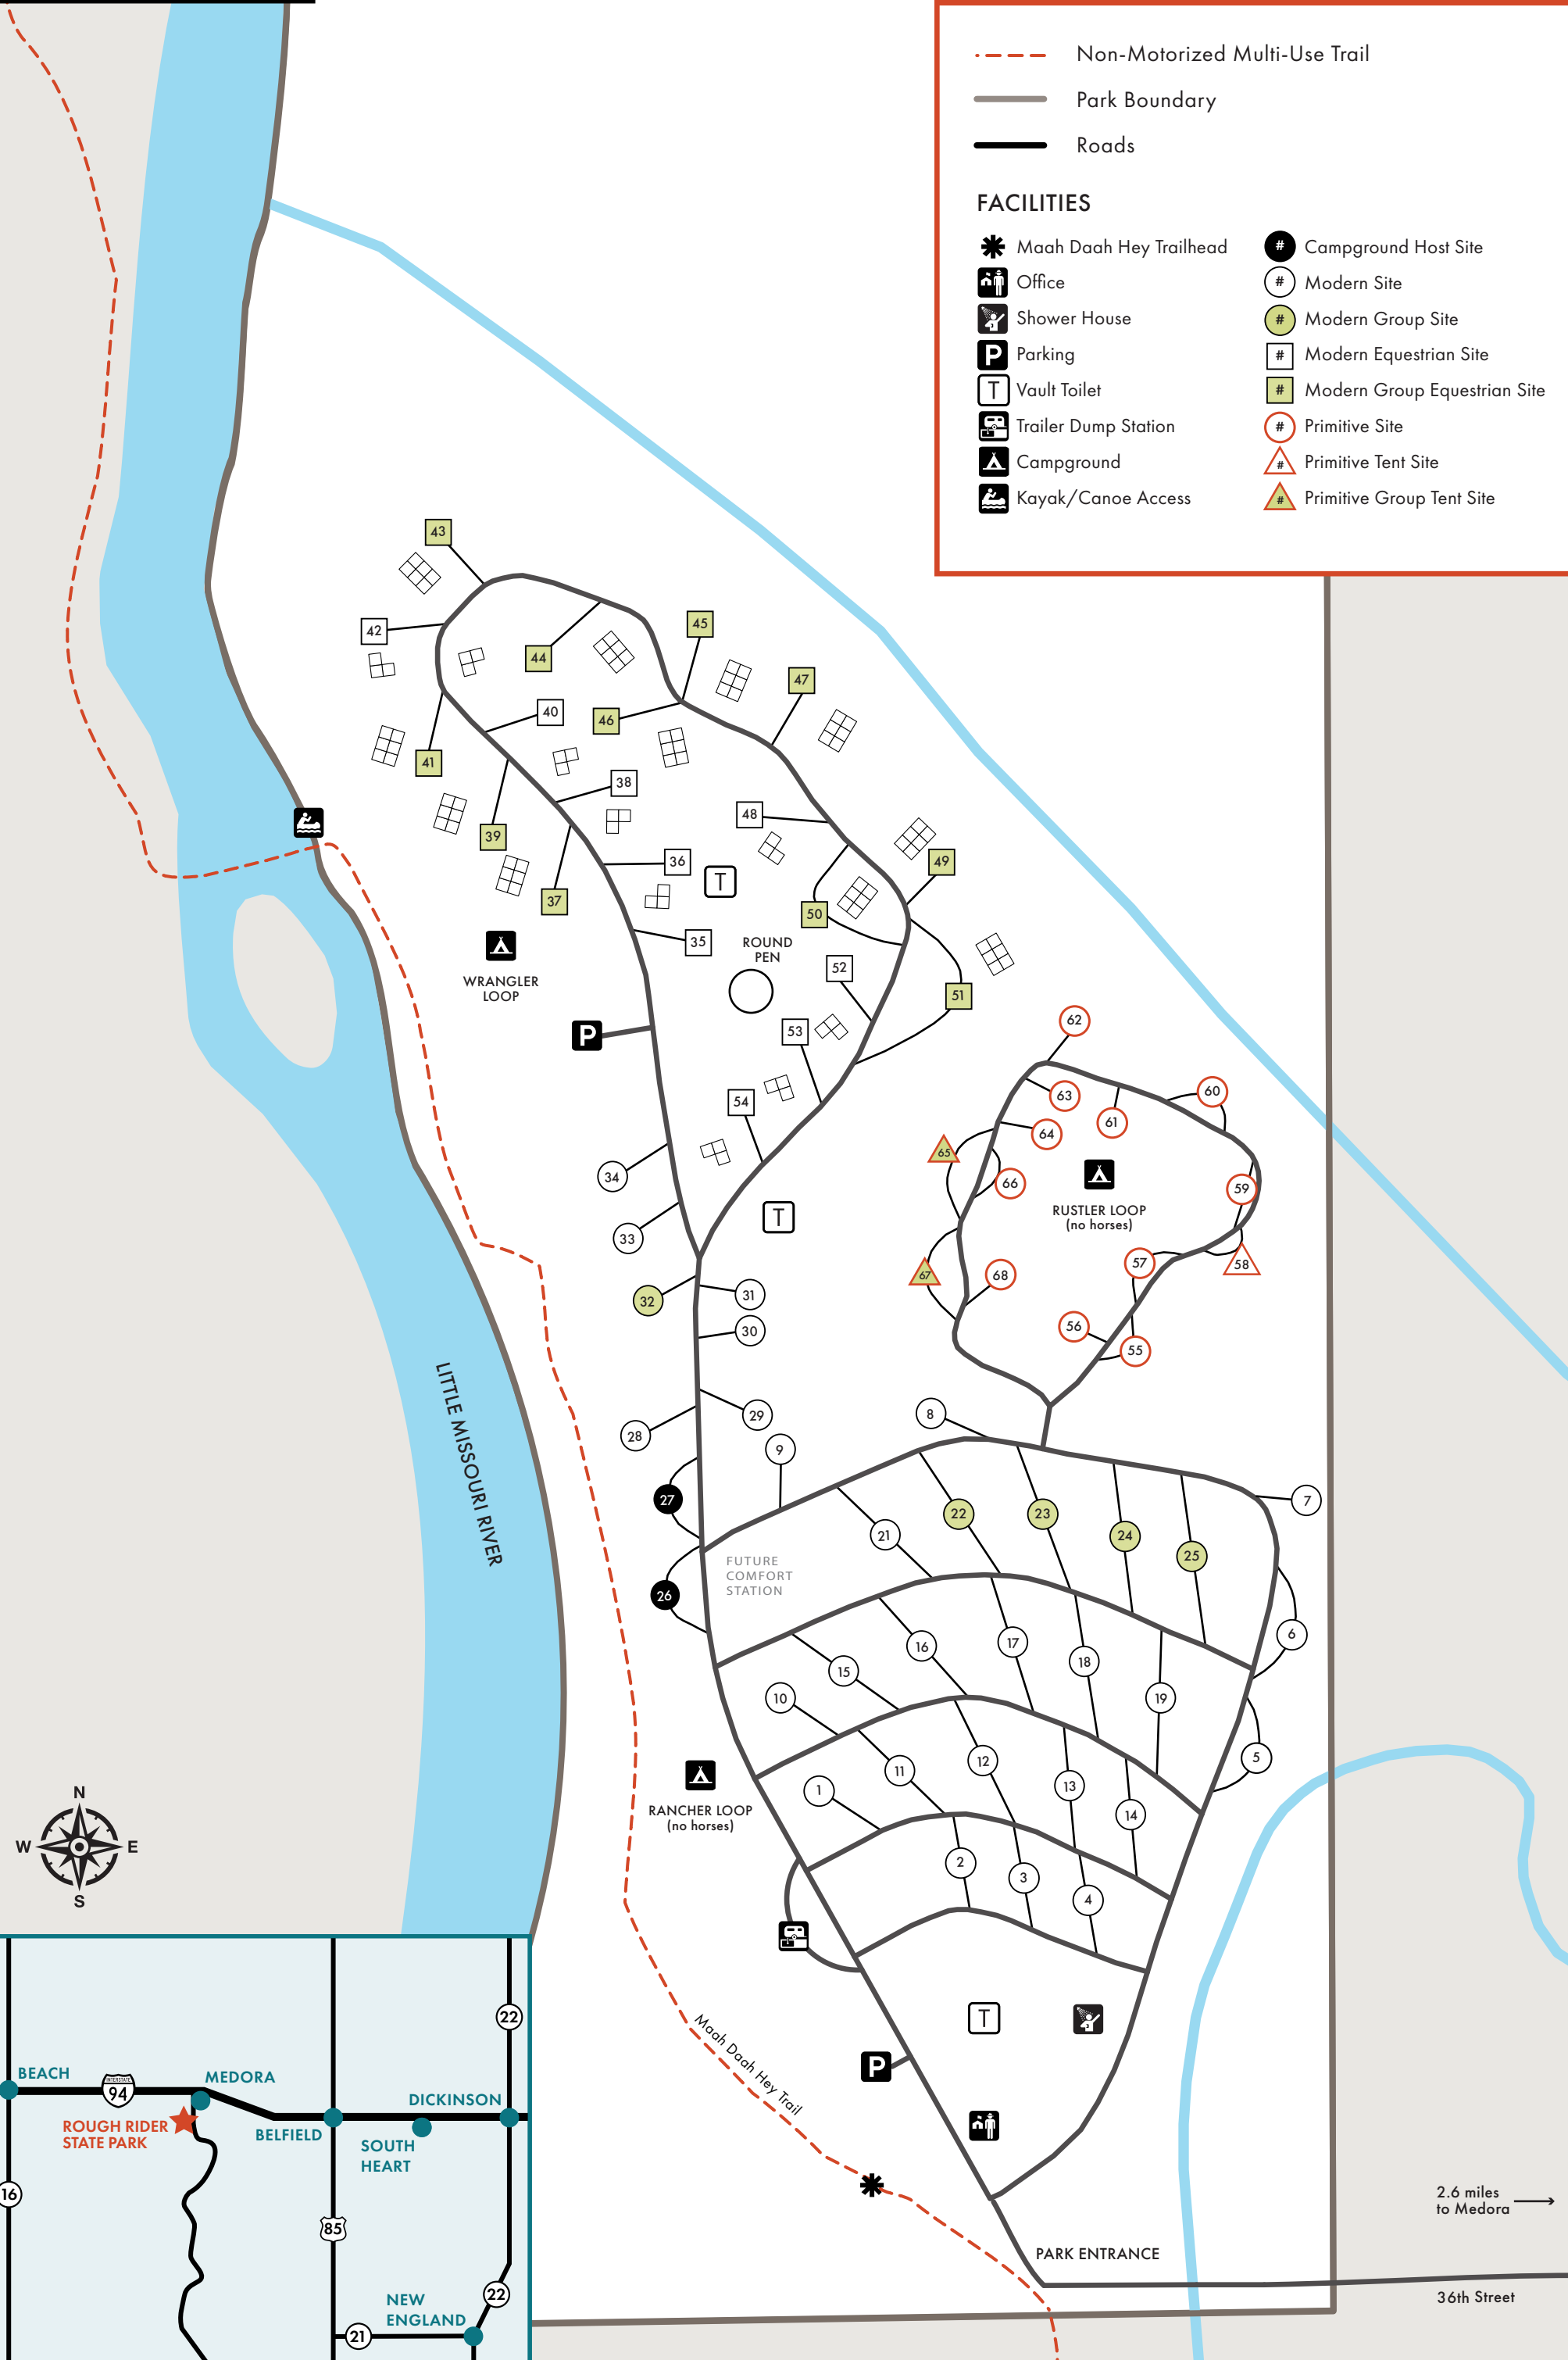 Non-Motorized Multi-Use Trail
Park Boundary
Roads
FACILITIES
Maah Daah Hey Trailhead
Office
Shower House
P
Parking
T
Vault Toilet
Trailer Dump Station
Campground
Kayak/Canoe Access
#
Campground Host Site
#
Modern Site
#
Modern Group Site
#
Modern Equestrian Site
#
Modern Group Equestrian Site
#
Primitive Site
#
Primitive Tent Site
#
Primitive Group Tent Site
43
42
44
45
47
46
40
41
38
39
48
36
T
49
37
50
35
ROUND
PEN
52
51
WRANGLER
LOOP
P
53
54
34
33
T
32
31
30
29
28
9
27
26
62
63
60
61
64
65
66
59
RUSTLER LOOP
(no horses)
57
58
67
68
56
55
8
7
22
23
24
25
21
FUTURE
COMFORT
STATION
6
16
17
18
15
19
10
5
12
11
13
1
14
RANCHER LOOP
(no horses)
2
3
4
LITTLE MISSOURI RIVER
N
W
E
S
T
P
Maah Daah Hey Trail
PARK ENTRANCE
2.6 miles
to Medora
36th Street
22
BEACH
INTERSTATE
94
MEDORA
DICKINSON
ROUGH RIDER
STATE PARK
BELFIELD
SOUTH
HEART
16
85
22
NEW
ENGLAND
21